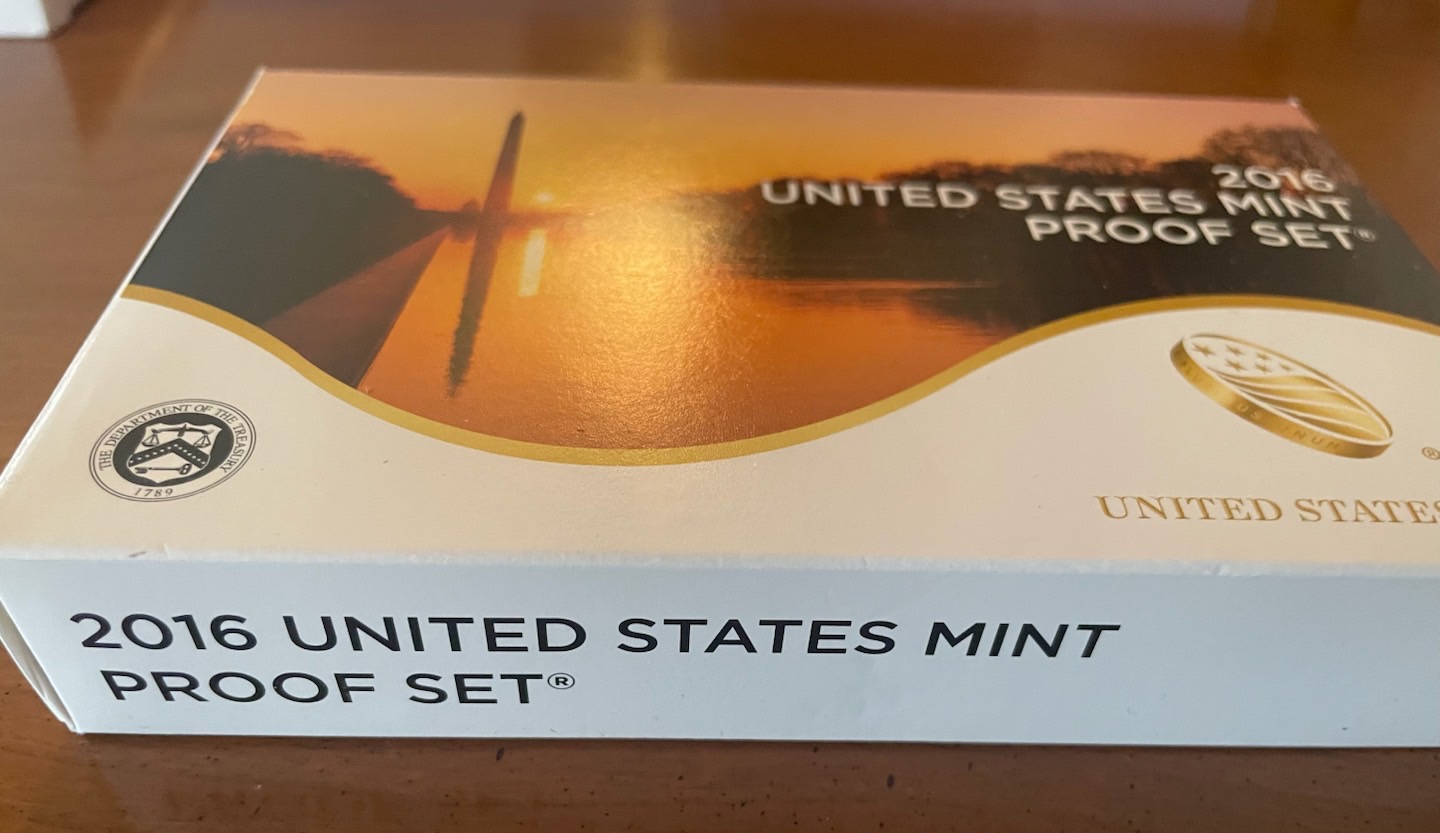 2016
UNITED STATES MINT
PROOF SET®
THE DEPARTMENT OF THE TREASURY
1789
®
UNITED STATES
2016 UNITED STATES MINT
PROOF SET®